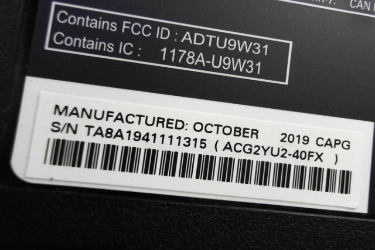 Contains FCC ID : ADTU9W31
Contains IC : 1178A-U9W31
MANUFACTURED: OCTOBER 2019 CAPG
S/N TA8A1941111315 ( ACG2YU2-40FX )